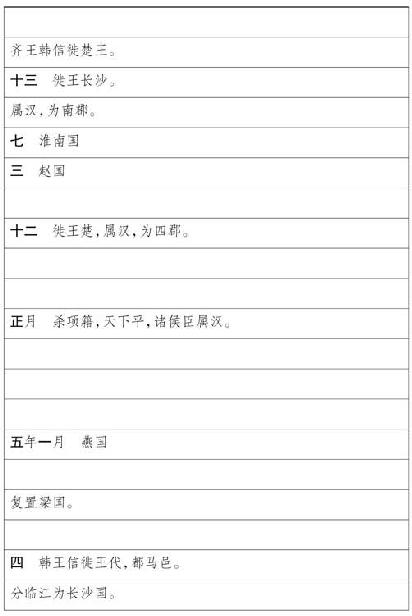 齐王韩信徙楚王。
十三　徙王长沙。
属汉,为南郡。
七　淮南国
三　赵国
十二　徙王楚,属汉,为四郡。
正月　杀项籍,天下平,诸侯臣属汉。
五年一月　燕国
复置梁国。
四　韩王信徙王代,都马邑。
分临江为长沙国。